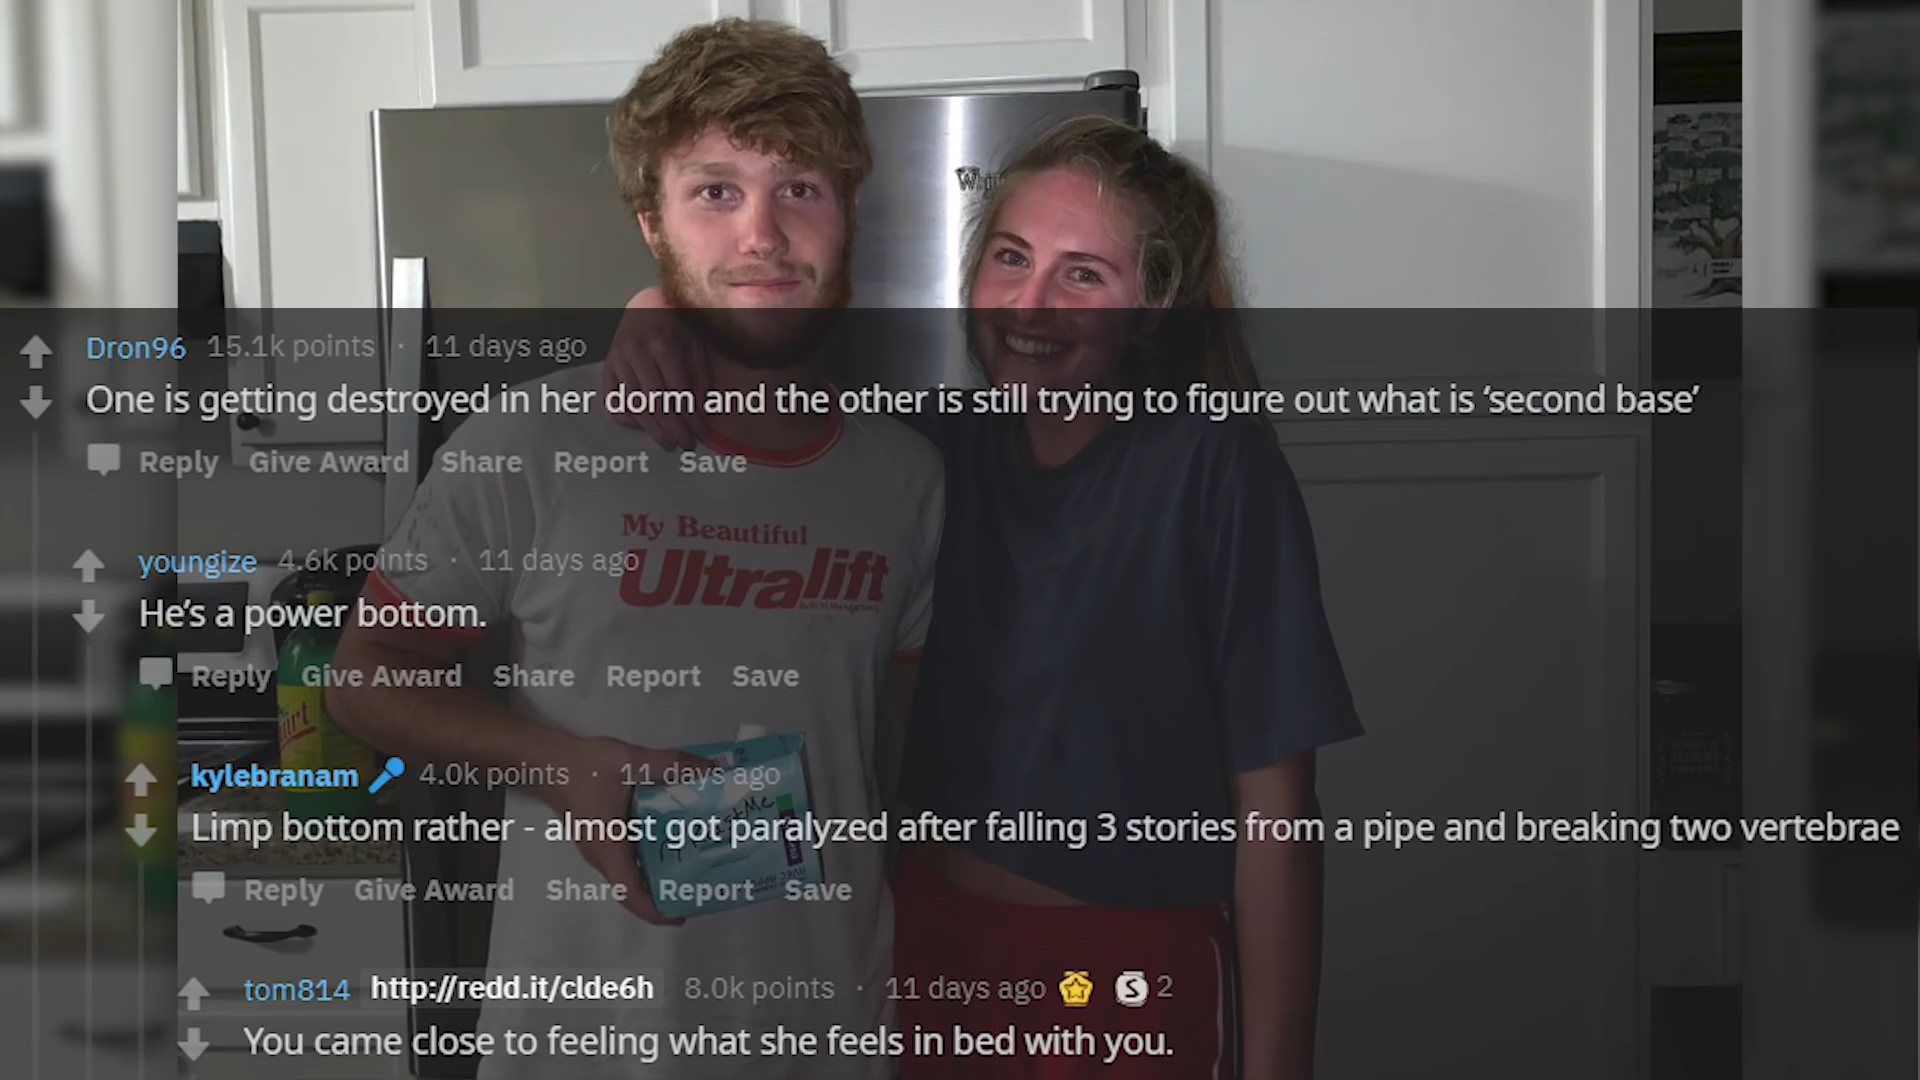 Dron96 15.1k points · 11 days ago
One is getting destroyed in her dorm and the other is still trying to figure out what is ‘second base’
Reply Give Award Share Report Save
My Beautiful
Ultralift
youngize 4.6k points · 11 days ago
He’s a power bottom.
Reply Give Award Share Report Save
kylebranam 4.0k points · 11 days ago
Limp bottom rather - almost got paralyzed after falling 3 stories from a pipe and breaking two vertebrae
Reply Give Award Share Report Save
tom814 http://redd.it/clde6h 8.0k points · 11 days ago S 2
You came close to feeling what she feels in bed with you.